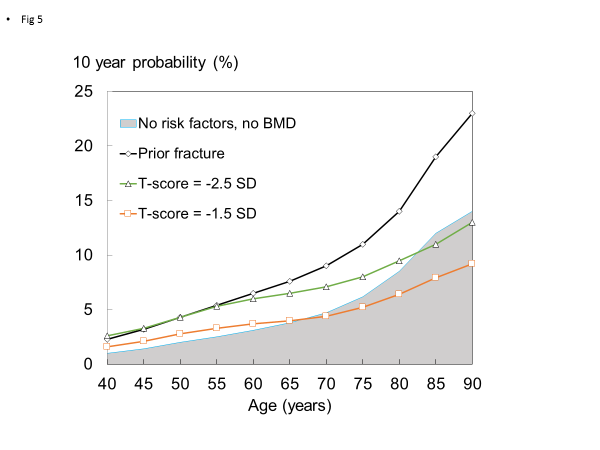 • Fig 5
10 year probability (%)
25
20
15
10
5
0
No risk factors, no BMD
Prior fracture
T-score = -2.5 SD
T-score = -1.5 SD
40 45 50 55 60 65 70 75 80 85 90
Age (years)